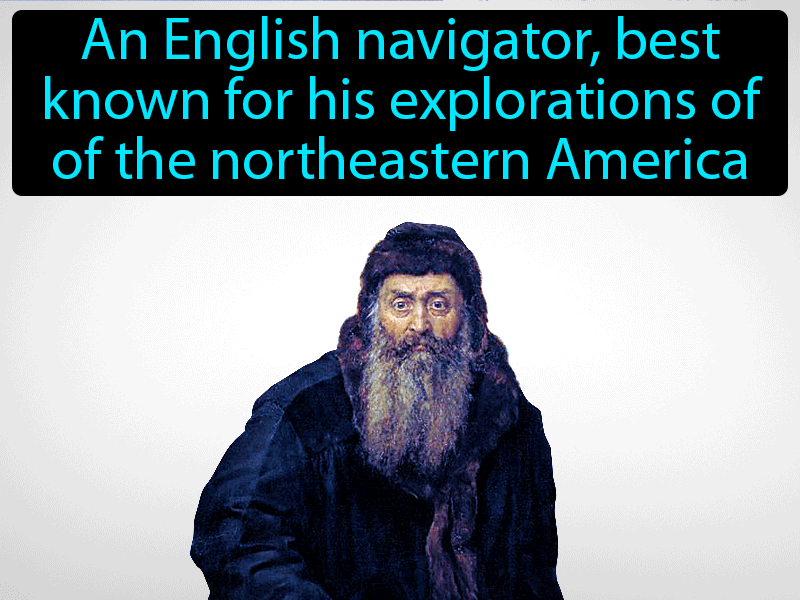 An English navigator, best
known for his explorations of
of the northeastern America